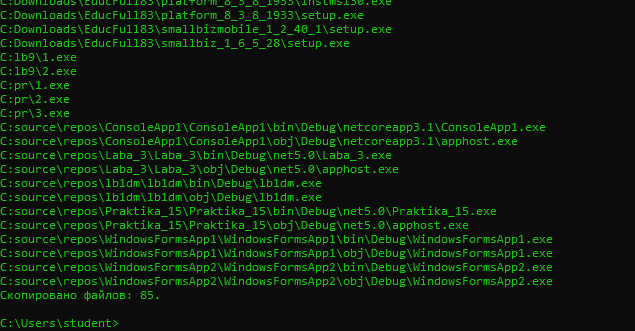 C:Downloads\EducFull83\platform_8_3_8_1933\instmsi30.exe
C:Downloads\EducFull83\platform_8_3_8_1933\setup.exe
C:Downloads\EducFull83\smallbizmobile_1_2_40_1\setup.exe
C:Downloads\EducFull83\smallbiz_1_6_5_28\setup.exe
C:lb9\1.exe
C:lb9\2.exe
C:pr\1.exe
C:pr\2.exe
C:pr\3.exe
C:source\repos\ConsoleApp1\ConsoleApp1\bin\Debug\netcoreapp3.1\ConsoleApp1.exe
C:source\repos\ConsoleApp1\ConsoleApp1\obj\Debug\netcoreapp3.1\apphost.exe
C:source\repos\Laba_3\Laba_3\bin\Debug\net5.0\Laba_3.exe
C:source\repos\Laba_3\Laba_3\obj\Debug\net5.0\apphost.exe
C:source\repos\lb1dm\lb1dm\bin\Debug\lb1dm.exe
C:source\repos\lb1dm\lb1dm\obj\Debug\lb1dm.exe
C:source\repos\Praktika_15\Praktika_15\bin\Debug\net5.0\Praktika_15.exe
C:source\repos\Praktika_15\Praktika_15\obj\Debug\net5.0\apphost.exe
C:source\repos\WindowsFormsApp1\WindowsFormsApp1\bin\Debug\WindowsFormsApp1.exe
C:source\repos\WindowsFormsApp1\WindowsFormsApp1\obj\Debug\WindowsFormsApp1.exe
C:source\repos\WindowsFormsApp2\WindowsFormsApp2\bin\Debug\WindowsFormsApp2.exe
C:source\repos\WindowsFormsApp2\WindowsFormsApp2\obj\Debug\WindowsFormsApp2.exe
Скопировано файлов: 85.
C:\Users\student>